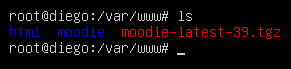 root@diego:/var/www# ls
html  moodle  moodle-latest-39.tgz
root@diego:/var/www# _